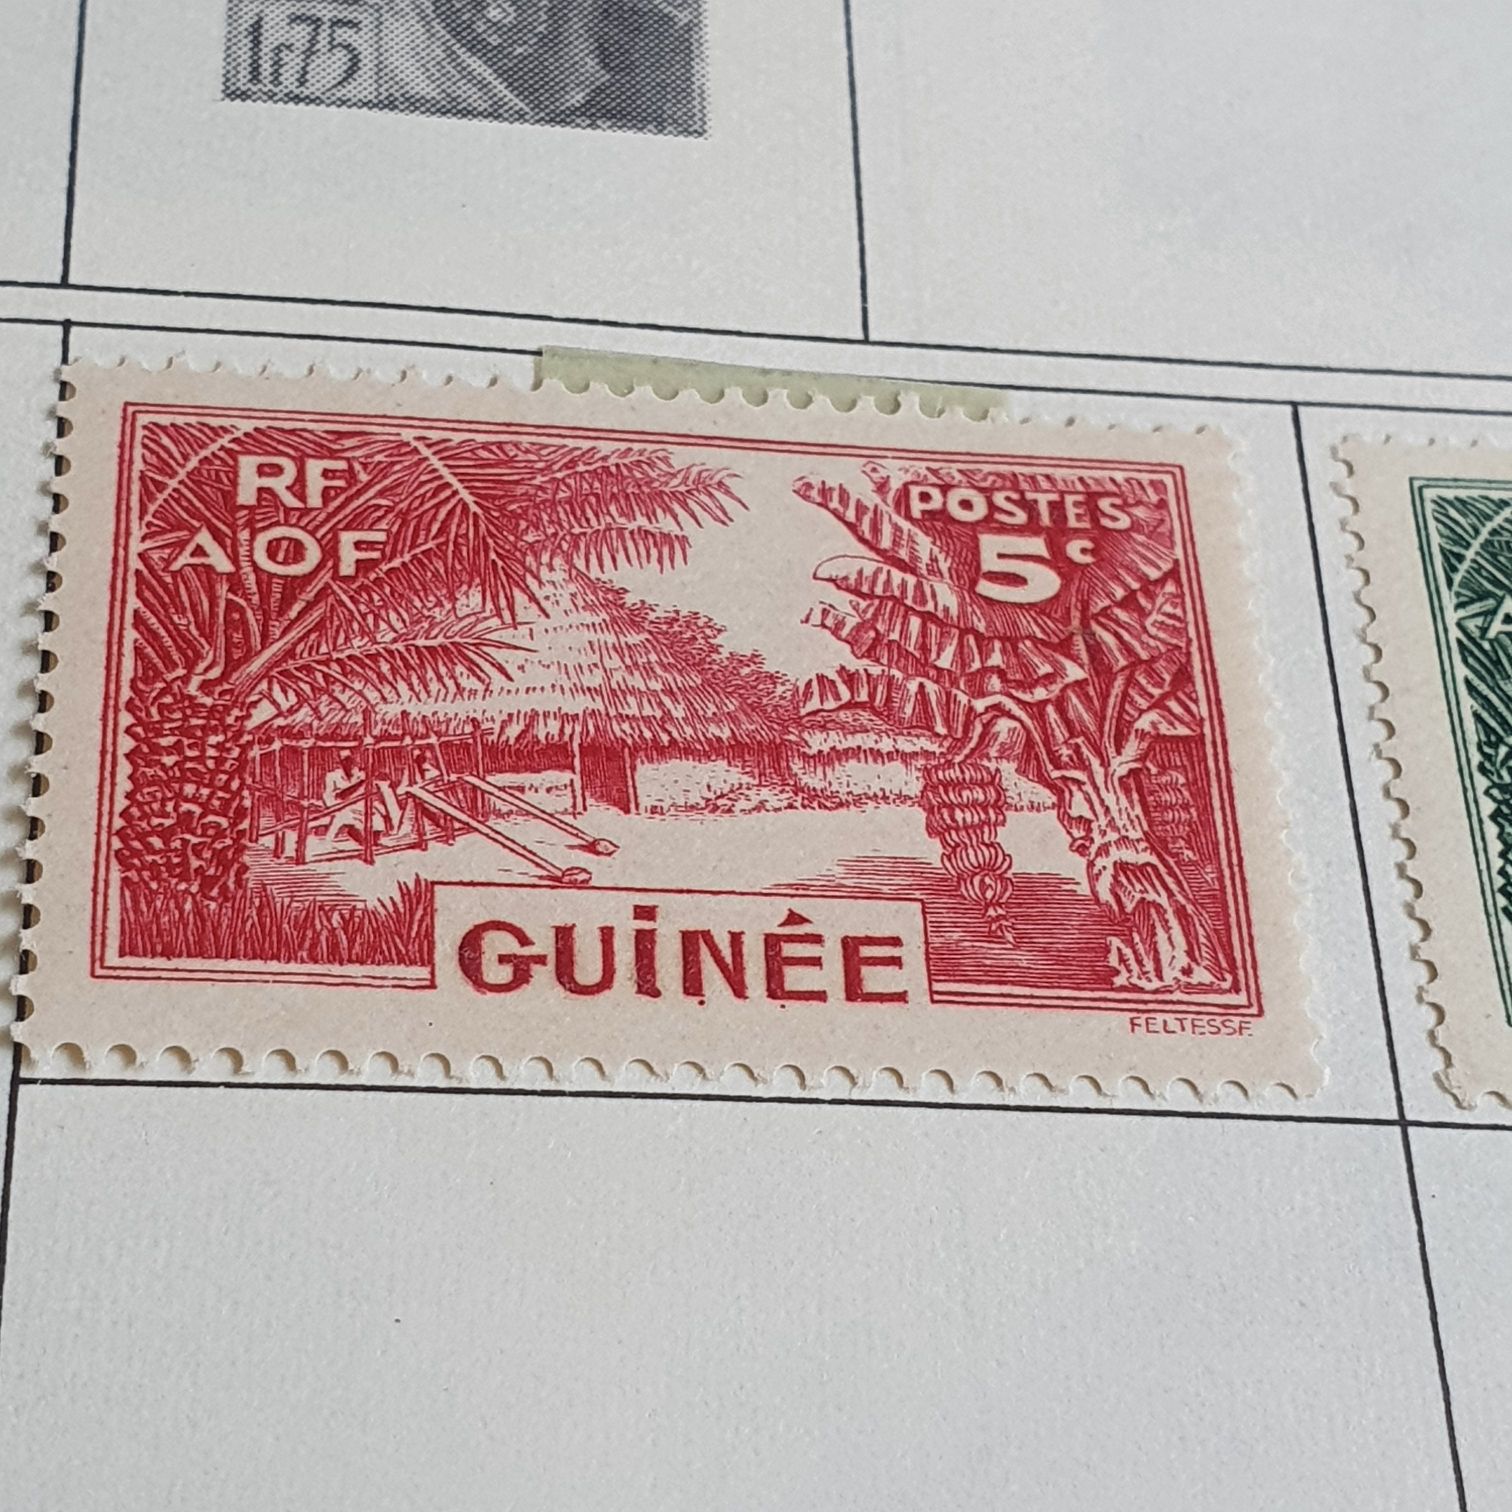 1f75
RF
AOF
POSTES
5c
GUINÉE
FELTESSE